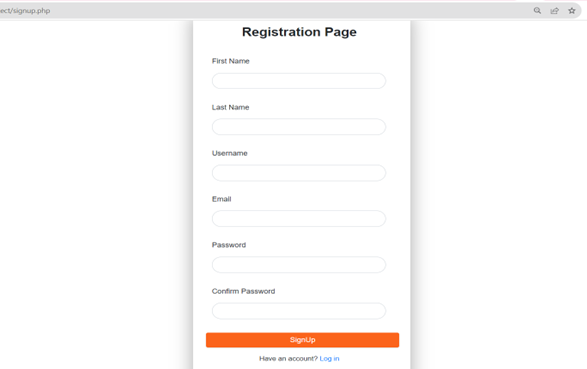 ect/signup.php
Registration Page
First Name
Last Name
Username
Email
Password
Confirm Password
SignUp
Have an account? Log in